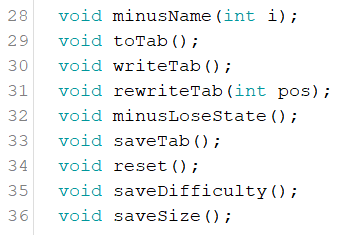 28 void minusName(int i);
29 void toTab();
30 void writeTab();
31 void rewriteTab(int pos);
32 void minusLoseState();
33 void saveTab();
34 void reset();
35 void saveDifficulty();
36 void saveSize();